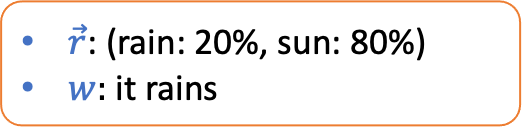 • r⃗: (rain: 20%, sun: 80%)
• w: it rains